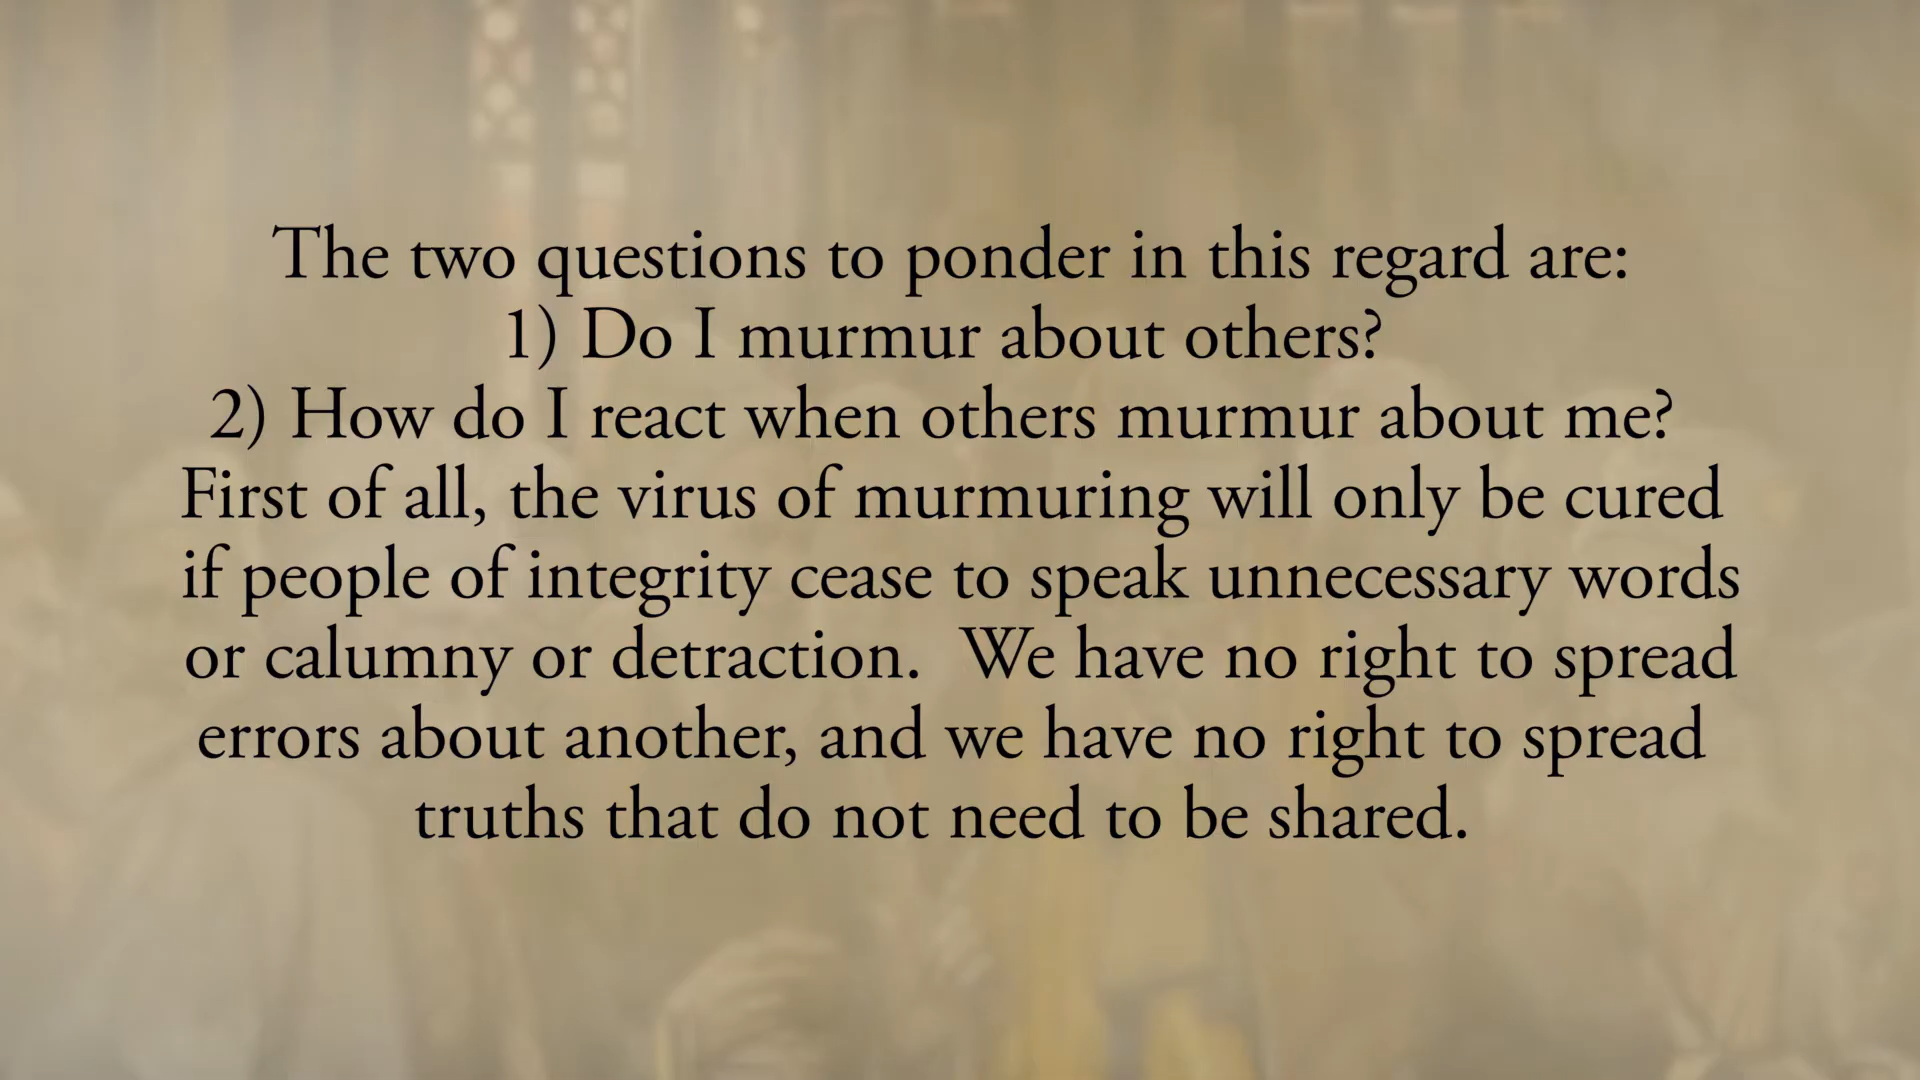 The two questions to ponder in this regard are:
1) Do I murmur about others?
2) How do I react when others murmur about me?
First of all, the virus of murmuring will only be cured
if people of integrity cease to speak unnecessary words
or calumny or detraction.  We have no right to spread
errors about another, and we have no right to spread
truths that do not need to be shared.